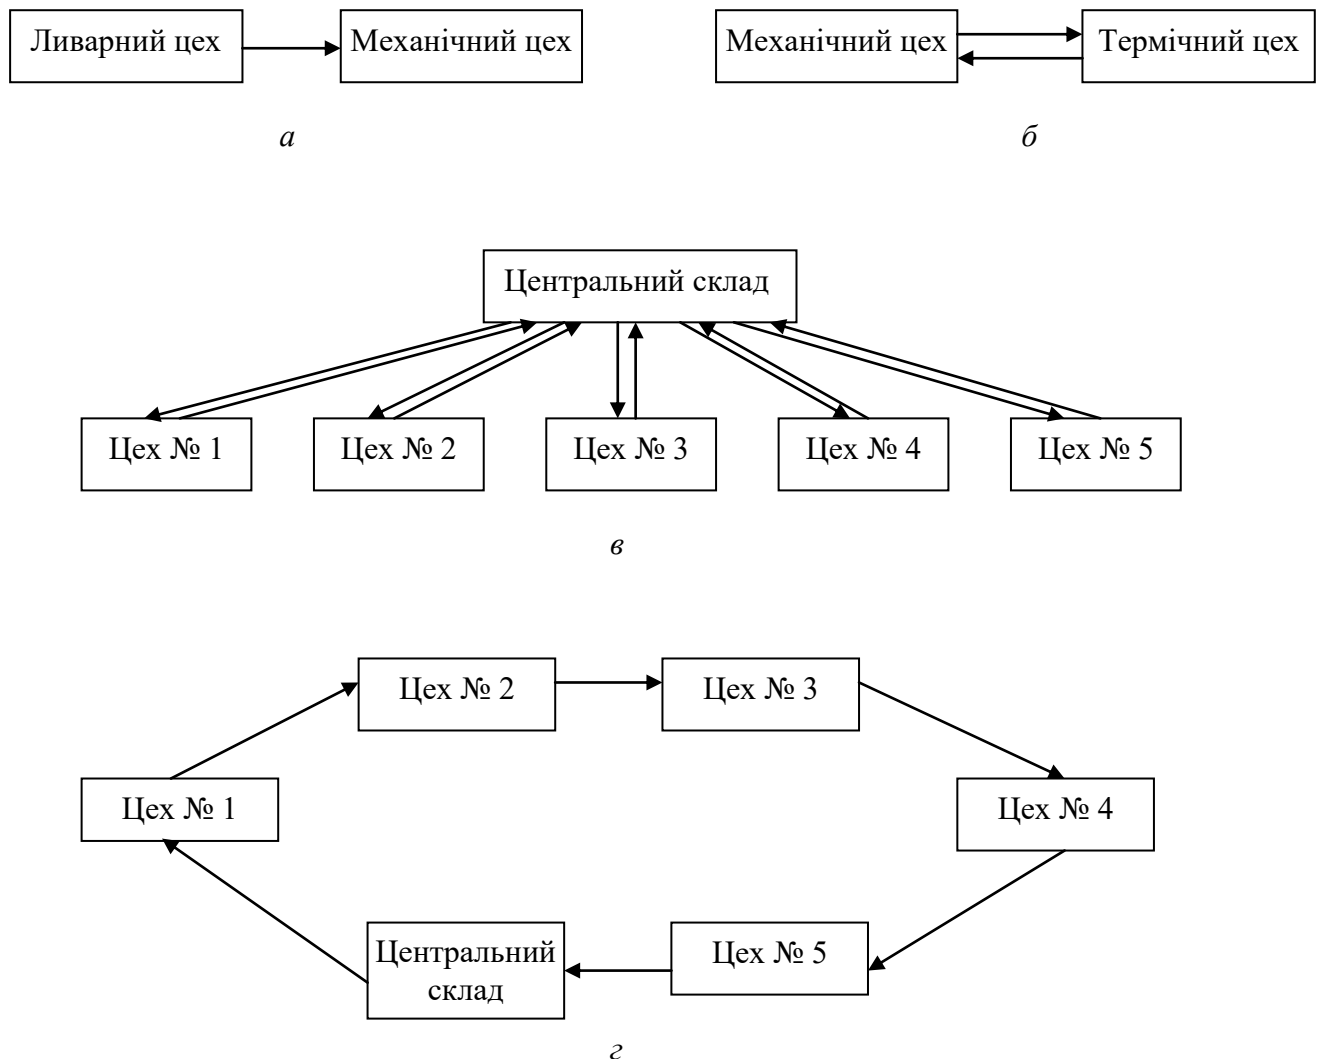 Ливарний цех
Механічний цех
Механічний цех
Термічний цех
а
б
Центральний склад
Цех № 1
Цех № 2
Цех № 3
Цех № 4
Цех № 5
в
Цех № 2
Цех № 3
Цех № 1
Цех № 4
Центральний
склад
Цех № 5
г